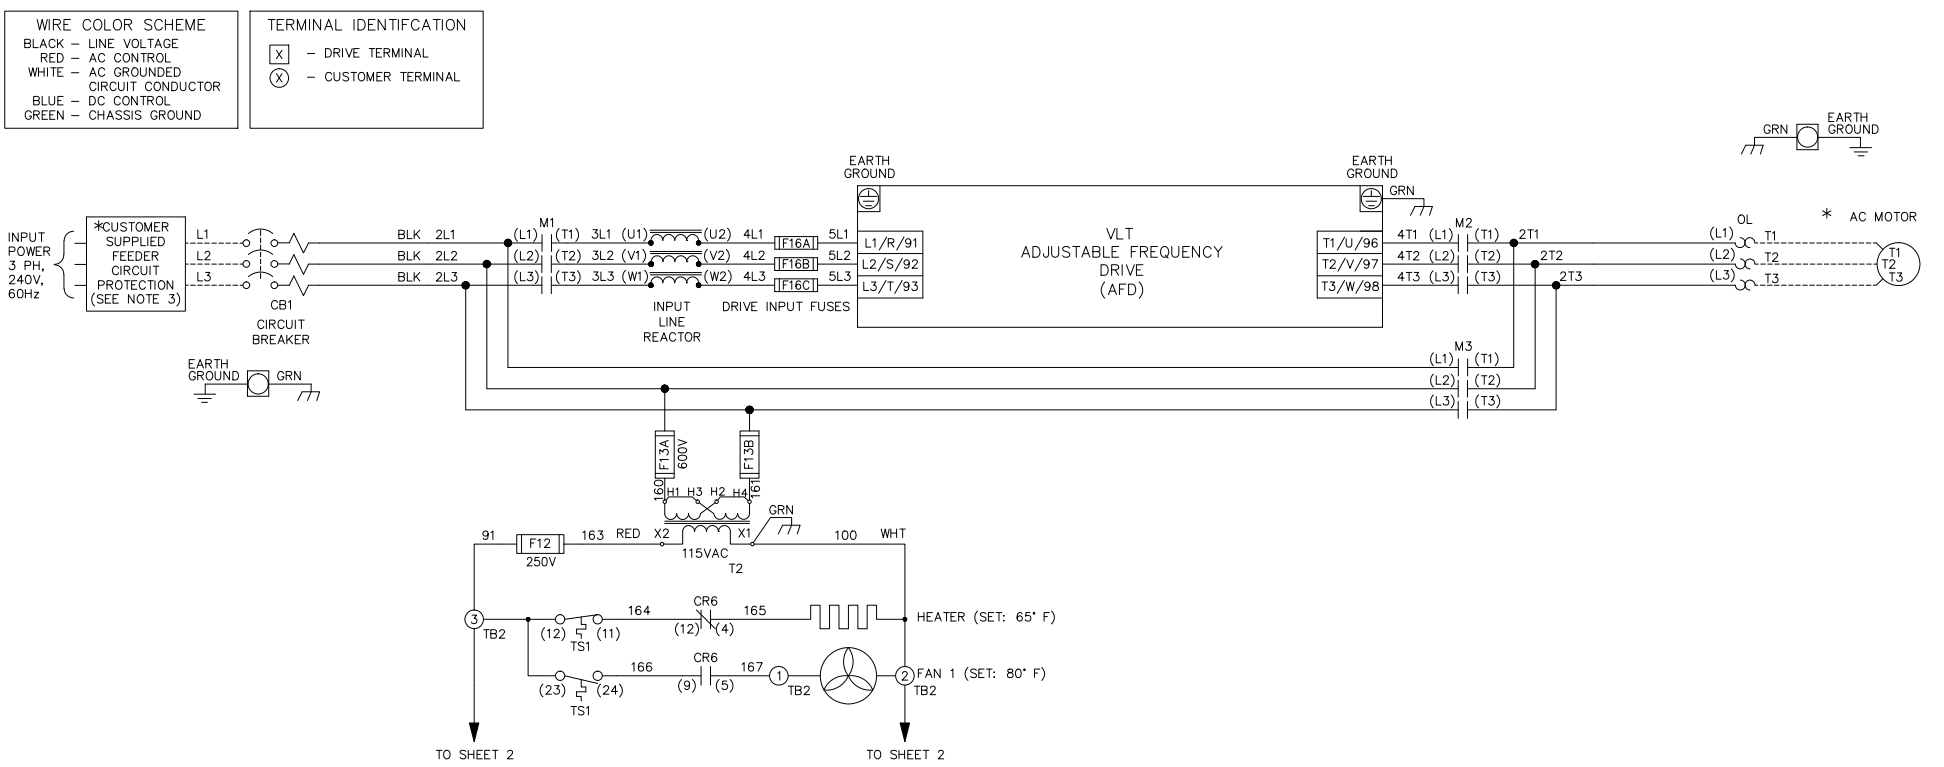 WIRE COLOR SCHEME
BLACK – LINE VOLTAGE
RED – AC CONTROL
WHITE – AC GROUNDED
CIRCUIT CONDUCTOR
BLUE – DC CONTROL
GREEN – CHASSIS GROUND
TERMINAL IDENTIFCATION
X – DRIVE TERMINAL
X – CUSTOMER TERMINAL
GRN
EARTH
GROUND
INPUT
POWER
3 PH,
240V,
60Hz
*CUSTOMER
SUPPLIED
FEEDER
CIRCUIT
PROTECTION
(SEE NOTE 3)
L1
L2
L3
CB1
CIRCUIT
BREAKER
EARTH
GROUND
GRN
BLK 2L1
BLK 2L2
BLK 2L3
M1
(L1) (T1) 3L1 (U1) (U2) 4L1 F16A 5L1
(L2) (T2) 3L2 (V1) (V2) 4L2 F16B 5L2
(L3) (T3) 3L3 (W1) (W2) 4L3 F16C 5L3
INPUT
LINE
REACTOR
DRIVE INPUT FUSES
EARTH
GROUND
L1/R/91
L2/S/92
L3/T/93
VLT
ADJUSTABLE FREQUENCY
DRIVE
(AFD)
EARTH
GROUND
GRN
T1/U/96
T2/V/97
T3/W/98
M2
4T1 (L1) (T1) 2T1
4T2 (L2) (T2) 2T2
4T3 (L3) (T3) 2T3
OL
(L1) T1
(L2) T2
(L3) T3
* AC MOTOR
T1
T2
T3
M3
(L1) (T1)
(L2) (T2)
(L3) (T3)
F13A
600V
F13B
160
161
H1 H3 H2 H4
GRN
91 F12 163 RED X2 X1 100 WHT
250V
115VAC
T2
3
TB2
(12) (11)
TS1
164
CR6
(12) (4)
165
HEATER (SET: 65° F)
(23) (24)
TS1
166
CR6
(9) (5)
167
1
TB2
2
TB2
FAN 1 (SET: 80° F)
TO SHEET 2
TO SHEET 2